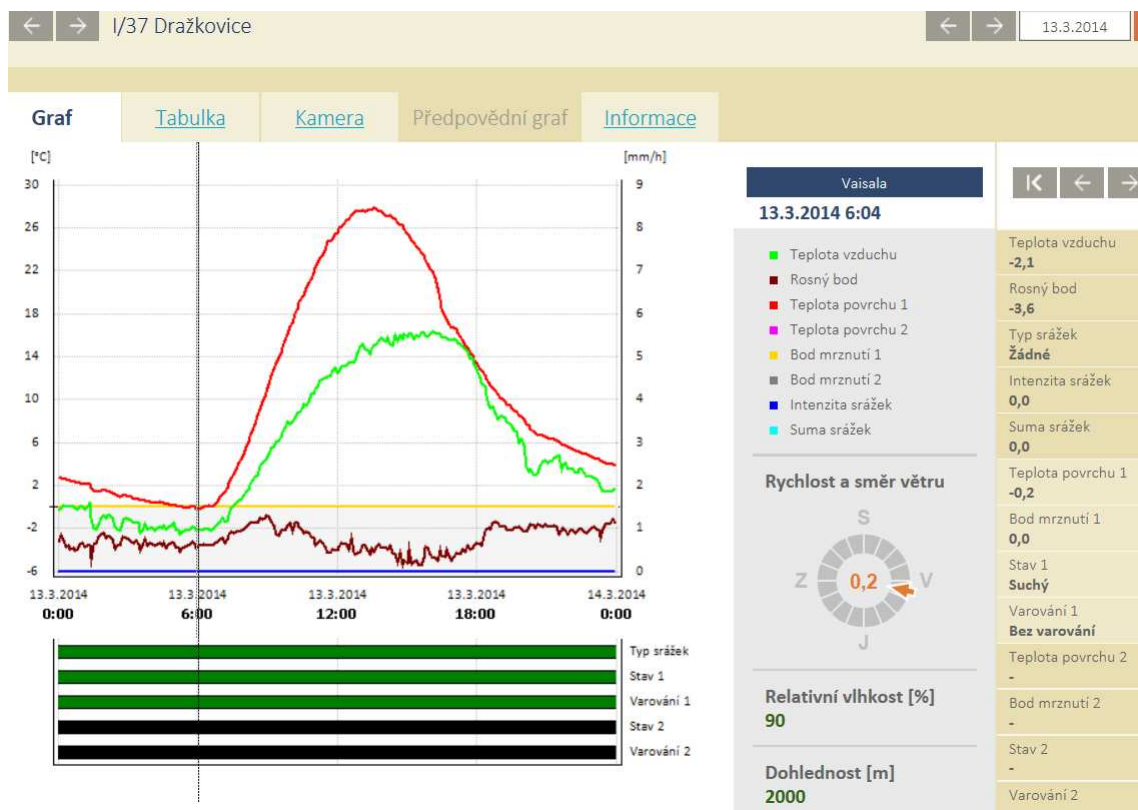 I/37 Dražkovice
13.3.2014
Graf
Tabulka
Kamera
Předpovědní graf
Informace
[°C]
[mm/h]
30
26
22
18
14
10
6
2
-2
-6
9
8
7
6
5
4
3
2
1
0
13.3.2014
0:00
13.3.2014
6:00
13.3.2014
12:00
13.3.2014
18:00
14.3.2014
0:00
Typ srážek
Stav 1
Varování 1
Stav 2
Varování 2
Vaisala
13.3.2014 6:04
Teplota vzduchu
Rosný bod
Teplota povrchu 1
Teplota povrchu 2
Bod mrznutí 1
Bod mrznutí 2
Intenzita srážek
Suma srážek
Rychlost a směr větru
S
Z
0,2
V
J
Relativní vlhkost [%]
90
Dohlednost [m]
2000
Teplota vzduchu
-2,1
Rosný bod
-3,6
Typ srážek
Žádné
Intenzita srážek
0,0
Suma srážek
0,0
Teplota povrchu 1
-0,2
Bod mrznutí 1
0,0
Stav 1
Suchý
Varování 1
Bez varování
Teplota povrchu 2
-
Bod mrznutí 2
-
Stav 2
-
Varování 2